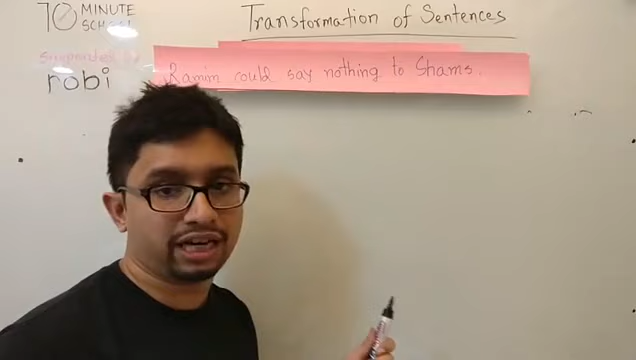 10 MINUTE
SCHOOL
Transformation of Sentences
robi
Ramim could say nothing to Shams.